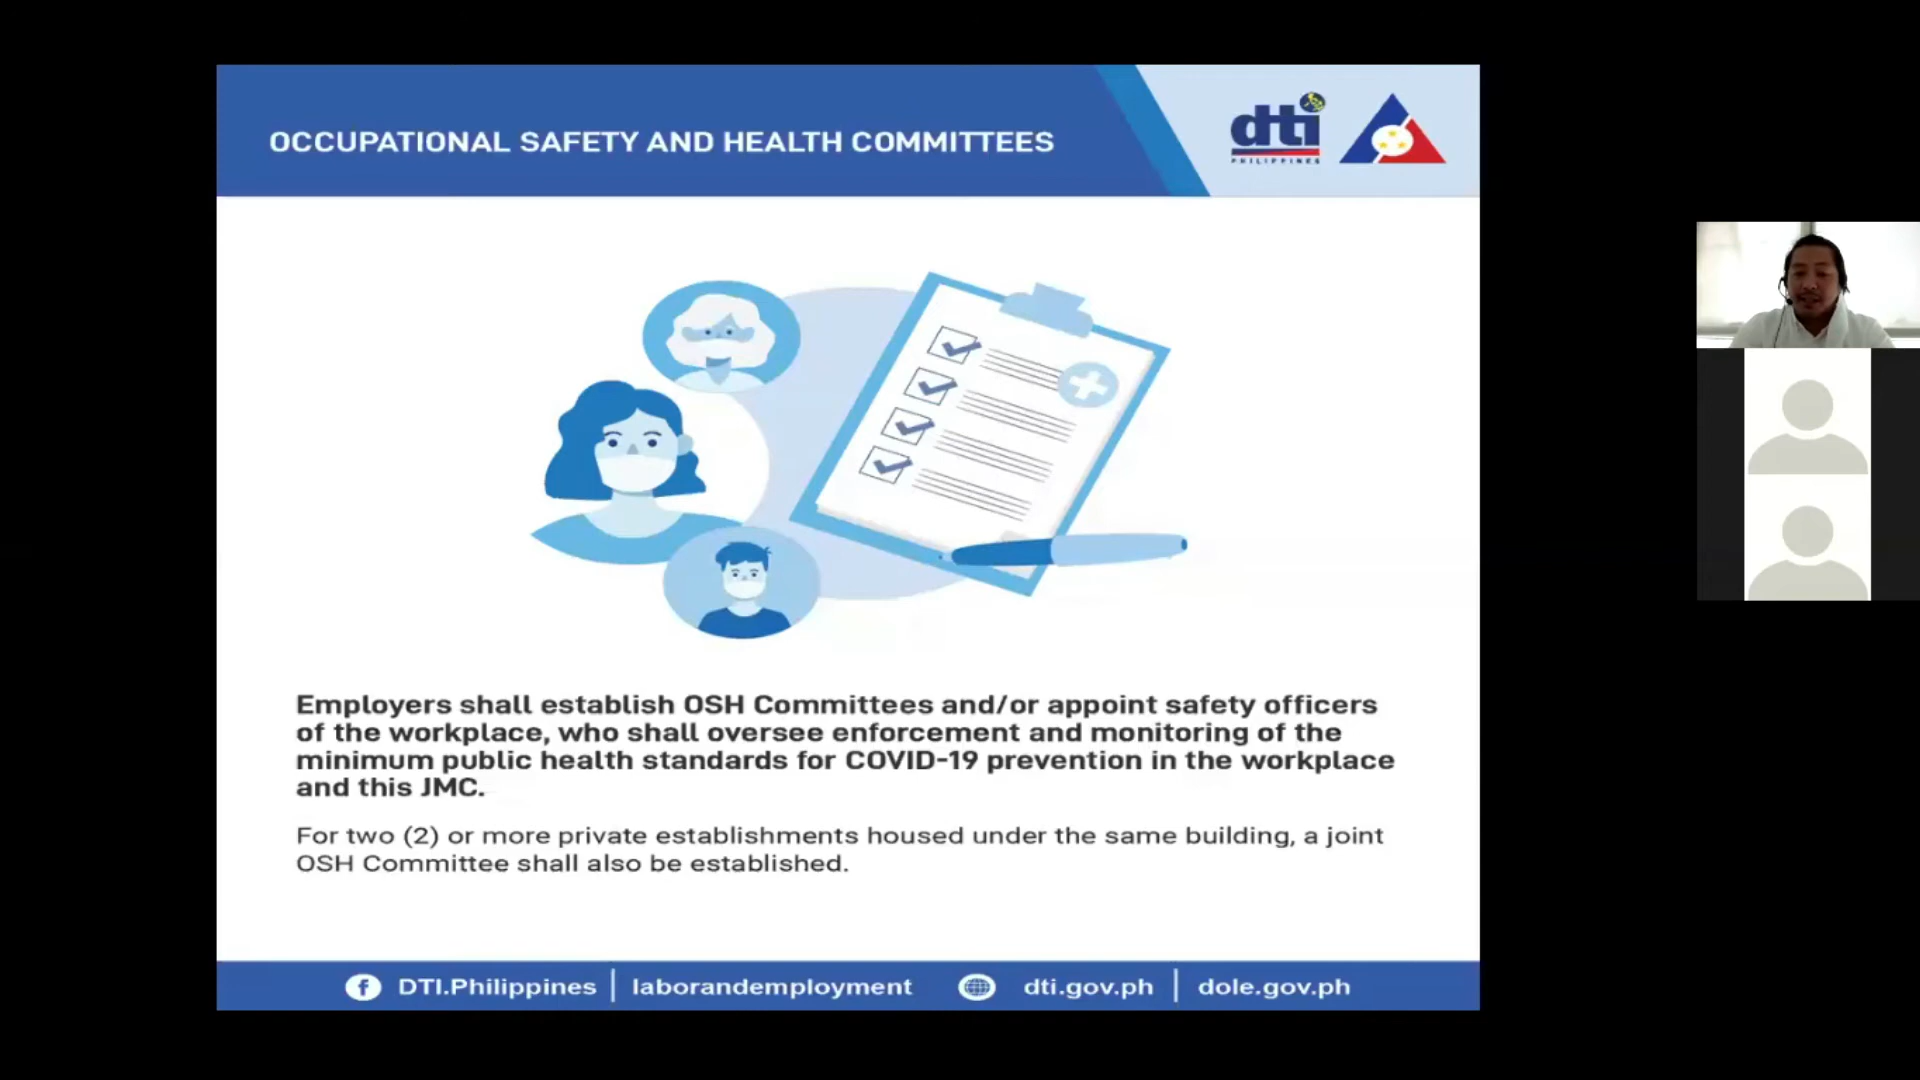 OCCUPATIONAL SAFETY AND HEALTH COMMITTEES
dti
PHILIPPINES
Employers shall establish OSH Committees and/or appoint safety officers
of the workplace, who shall oversee enforcement and monitoring of the
minimum public health standards for COVID-19 prevention in the workplace
and this JMC.
For two (2) or more private establishments housed under the same building, a joint
OSH Committee shall also be established.
f DTI.Philippines | laborandemployment dti.gov.ph | dole.gov.ph